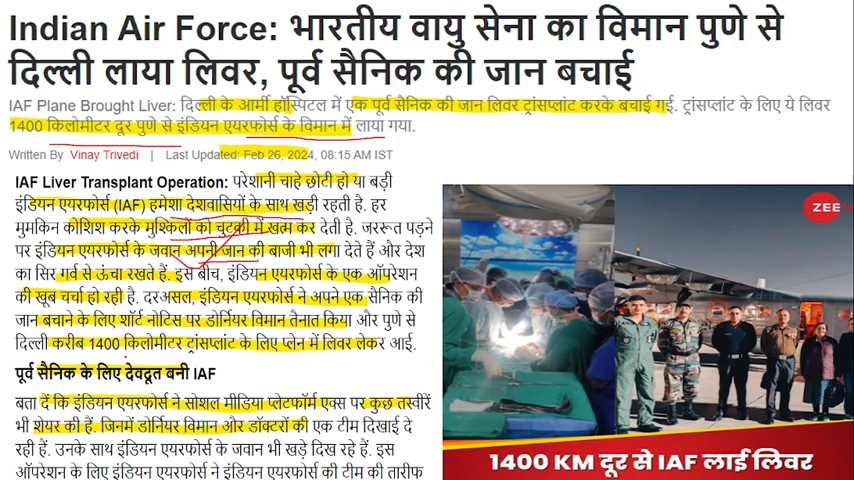 Indian Air Force: भारतीय वायु सेना का विमान पुणे से
दिल्ली लाया लिवर, पूर्व सैनिक की जान बचाई
IAF Plane Brought Liver: दिल्ली के आर्मी हॉस्पिटल में एक पूर्व सैनिक की जान लिवर ट्रांसप्लांट करके बचाई गई. ट्रांसप्लांट के लिए ये लिवर
1400 किलोमीटर दूर पुणे से इंडियन एयरफोर्स के विमान में लाया गया.
Written By Vinay Trivedi | Last Updated: Feb 26, 2024, 08:15 AM IST
IAF Liver Transplant Operation: परेशानी चाहे छोटी हो या बड़ी
इंडियन एयरफोर्स (IAF) हमेशा देशवासियों के साथ खड़ी रहती है. हर
मुमकिन कोशिश करके मुश्किलों को चुटकी में खत्म कर देती है. जरूरत पड़ने
पर इंडियन एयरफोर्स के जवान अपनी जान की बाजी भी लगा देते हैं और देश
का सिर गर्व से ऊंचा रखते हैं. इस बीच, इंडियन एयरफोर्स के एक ऑपरेशन
की खूब चर्चा हो रही है. दरअसल, इंडियन एयरफोर्स ने अपने एक सैनिक की
जान बचाने के लिए शॉर्ट नोटिस पर डोर्नियर विमान तैनात किया और पुणे से
दिल्ली करीब 1400 किलोमीटर ट्रांसप्लांट के लिए प्लेन में लिवर लेकर आई.
पूर्व सैनिक के लिए देवदूत बनी IAF
बता दें कि इंडियन एयरफोर्स ने सोशल मीडिया प्लेटफॉर्म एक्स पर कुछ तस्वीरें
भी शेयर की हैं, जिनमें डोर्नियर विमान और डॉक्टरों की एक टीम दिखाई दे
रही है. उनके साथ इंडियन एयरफोर्स के जवान भी खड़े दिख रहे हैं. इस
ऑपरेशन के लिए इंडियन एयरफोर्स ने इंडियन एयरफोर्स की टीम की तारीफ
ZEE
1400 KM दूर से IAF लाई लिवर